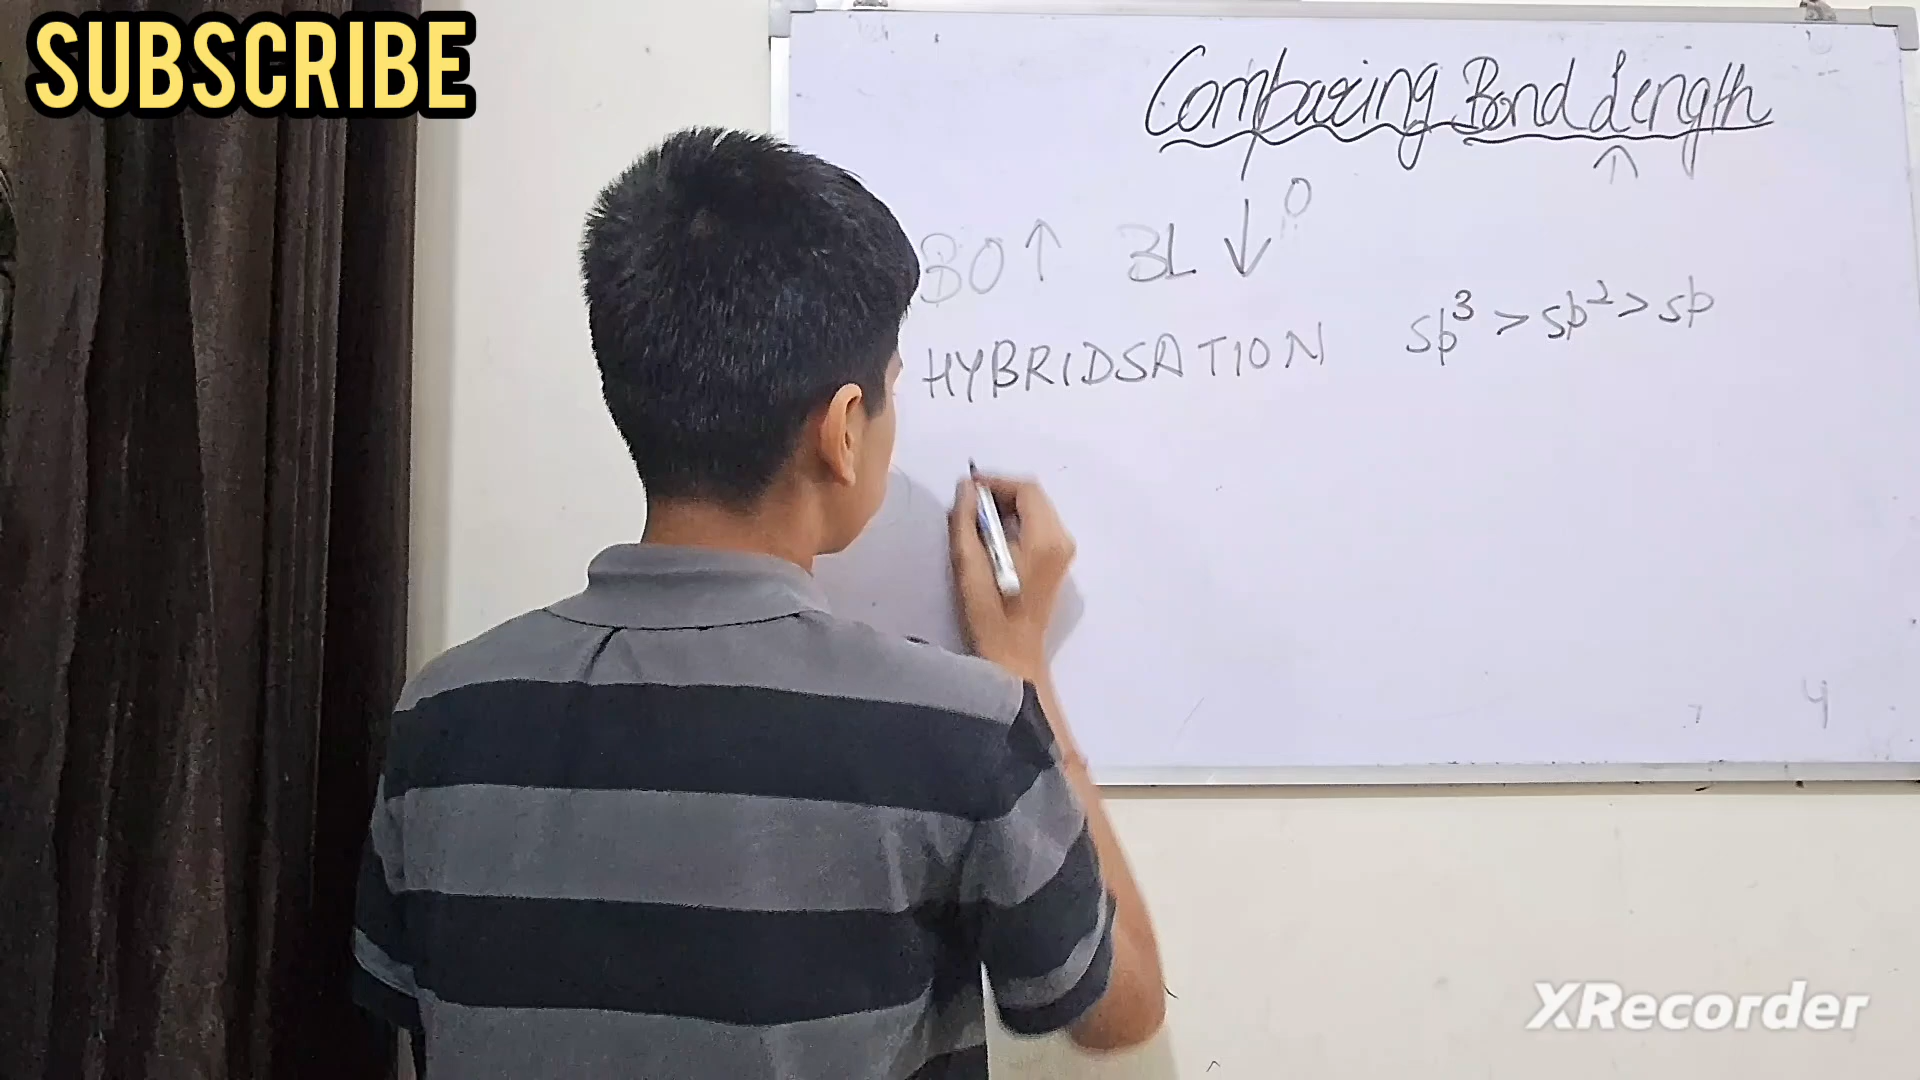 SUBSCRIBE
Comparing Bond Length
↑
BO↑ BL↓
HYBRIDSATION sp³ > sp² > sp
XRecorder